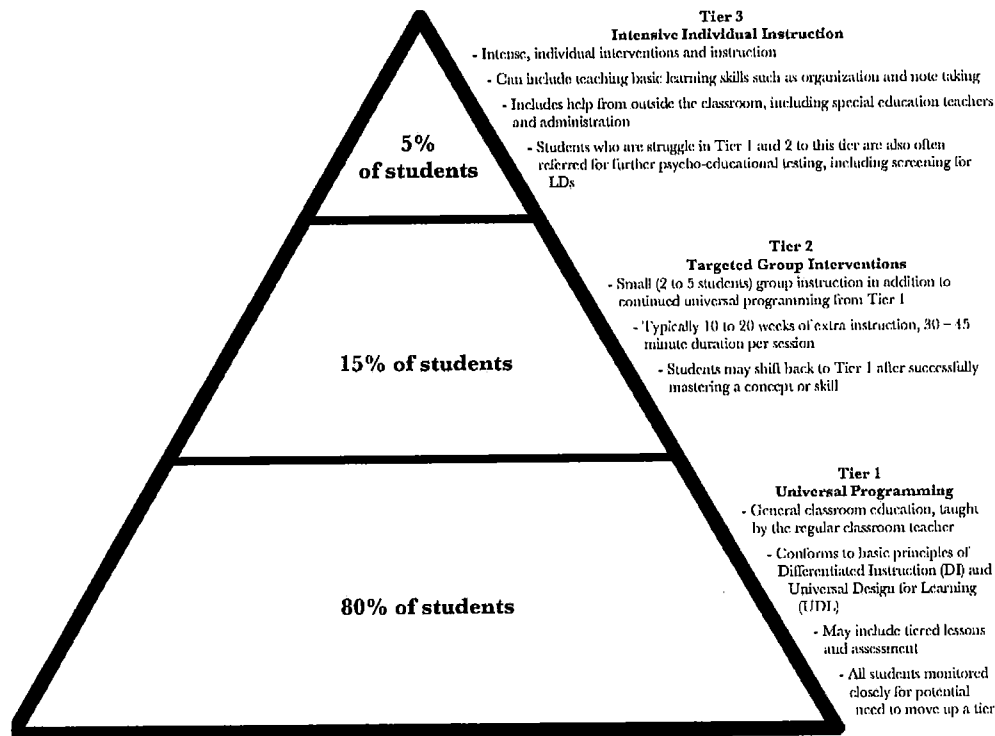 Tier 3
Intensive Individual Instruction
- Intense, individual interventions and instruction
- Can include teaching basic learning skills such as organization and note taking
- Includes help from outside the classroom, including special education teachers
and administration
- Students who are struggle in Tier 1 and 2 to this tier are also often
referred for further psycho-educational testing, including screening for
LDs
5%
of students
Tier 2
Targeted Group Interventions
- Small (2 to 5 students) group instruction in addition to
continued universal programming from Tier 1
- Typically 10 to 20 weeks of extra instruction, 30 – 45
minute duration per session
- Students may shift back to Tier 1 after successfully
mastering a concept or skill
15% of students
Tier 1
Universal Programming
- General classroom education, taught
by the regular classroom teacher
- Conforms to basic principles of
Differentiated Instruction (DI) and
Universal Design for Learning
(UDL)
- May include tiered lessons
and assessment
- All students monitored
closely for potential
need to move up a tier
80% of students